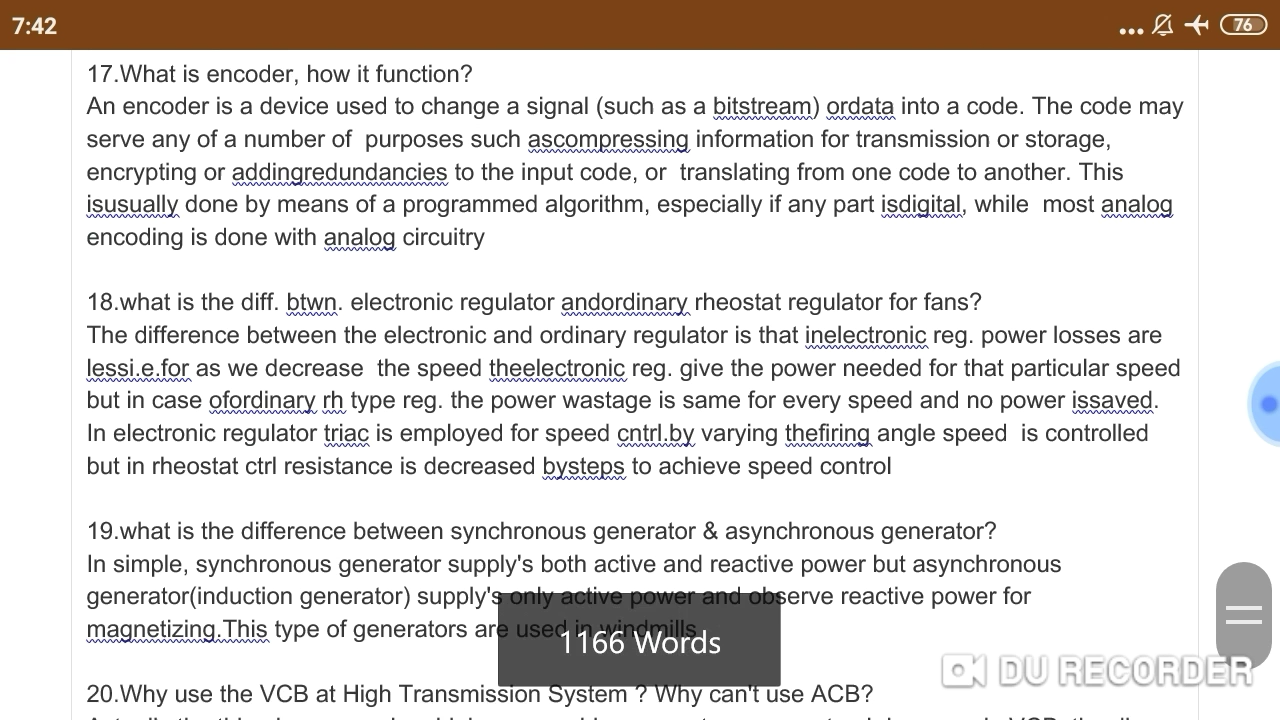 7:42
76
17.What is encoder, how it function?
An encoder is a device used to change a signal (such as a bitstream) ordata into a code. The code may
serve any of a number of  purposes such ascompressing information for transmission or storage,
encrypting or addingredundancies to the input code, or  translating from one code to another. This
isusually done by means of a programmed algorithm, especially if any part isdigital, while  most analog
encoding is done with analog circuitry
18.what is the diff. btwn. electronic regulator andordinary rheostat regulator for fans?
The difference between the electronic and ordinary regulator is that inelectronic reg. power losses are
lessi.e.for as we decrease  the speed theelectronic reg. give the power needed for that particular speed
but in case ofordinary rh type reg. the power wastage is same for every speed and no power issaved.
In electronic regulator triac is employed for speed cntrl.by varying thefiring angle speed  is controlled
but in rheostat ctrl resistance is decreased bysteps to achieve speed control
19.what is the difference between synchronous generator & asynchronous generator?
In simple, synchronous generator supply's both active and reactive power but asynchronous
generator(induction generator) supply's only active power and observe reactive power for
magnetizing.This type of generators are used in windmills
1166 Words
DU RECORDER
20.Why use the VCB at High Transmission System ? Why can't use ACB?